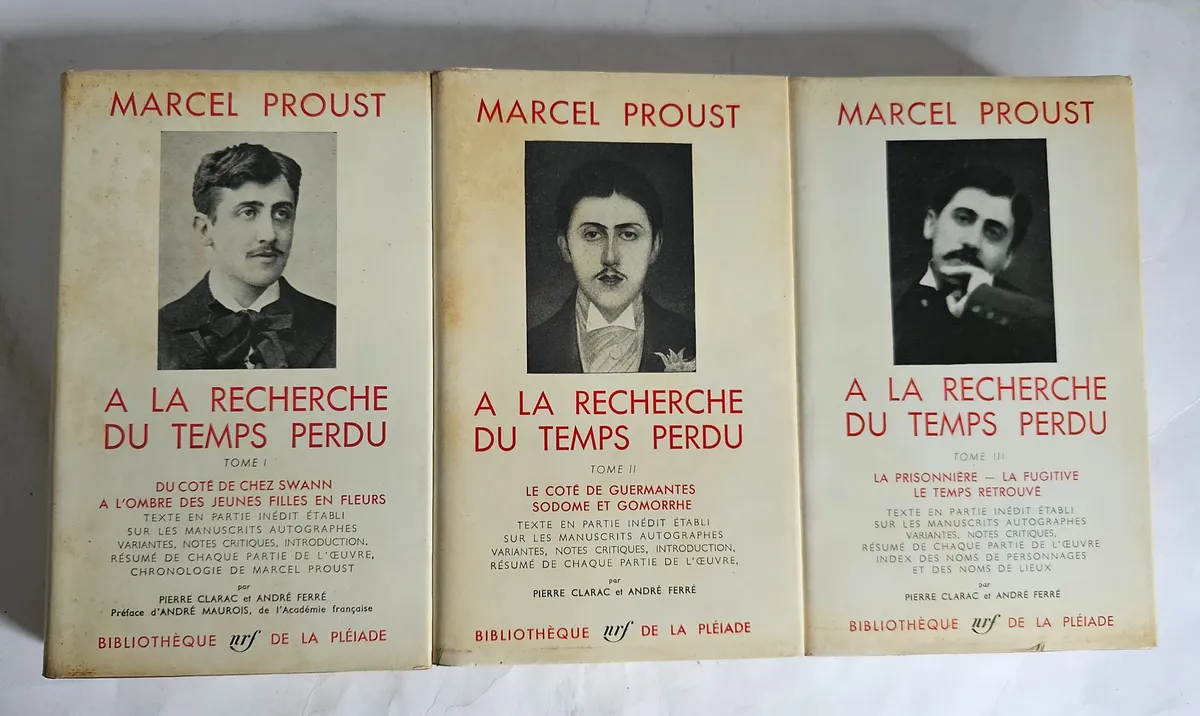 MARCEL PROUST
A LA RECHERCHE
DU TEMPS PERDU
TOME I
DU COTÉ DE CHEZ SWANN
A L'OMBRE DES JEUNES FILLES EN FLEURS
TEXTE EN PARTIE INÉDIT ÉTABLI
SUR LES MANUSCRITS AUTOGRAPHES
VARIANTES, NOTES CRITIQUES, INTRODUCTION,
RÉSUMÉ DE CHAQUE PARTIE DE L'ŒUVRE,
CHRONOLOGIE DE MARCEL PROUST
par
PIERRE CLARAC et ANDRÉ FERRÉ
Préface d'ANDRÉ MAUROIS, de l'Académie française
BIBLIOTHÈQUE nrf DE LA PLÉIADE
MARCEL PROUST
A LA RECHERCHE
DU TEMPS PERDU
TOME II
LE COTÉ DE GUERMANTES
SODOME ET GOMORRHE
TEXTE EN PARTIE INÉDIT ÉTABLI
SUR LES MANUSCRITS AUTOGRAPHES
VARIANTES, NOTES CRITIQUES, INTRODUCTION,
RÉSUMÉ DE CHAQUE PARTIE DE L'ŒUVRE,
par
PIERRE CLARAC et ANDRÉ FERRÉ
BIBLIOTHÈQUE nrf DE LA PLÉIADE
MARCEL PROUST
A LA RECHERCHE
DU TEMPS PERDU
TOME III
LA PRISONNIÈRE — LA FUGITIVE
LE TEMPS RETROUVÉ
TEXTE EN PARTIE INÉDIT ÉTABLI
SUR LES MANUSCRITS AUTOGRAPHES
VARIANTES, NOTES CRITIQUES,
RÉSUMÉ DE CHAQUE PARTIE DE L'ŒUVRE
INDEX DES NOMS DE PERSONNAGES
ET DES NOMS DE LIEUX
par
PIERRE CLARAC et ANDRÉ FERRÉ
BIBLIOTHÈQUE nrf DE LA PLÉIADE